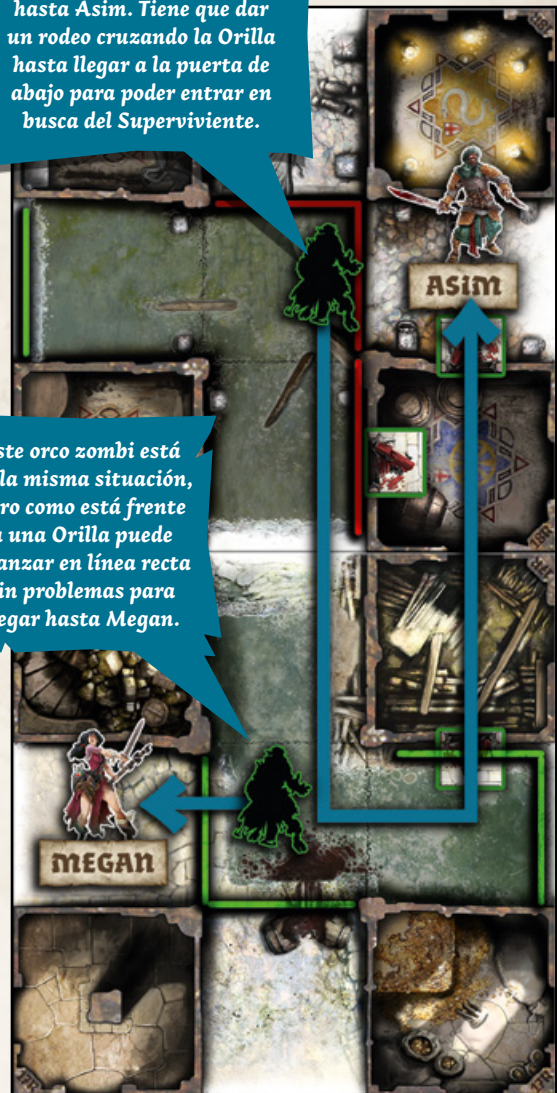 hasta Asim. Tiene que dar
un rodeo cruzando la Orilla
hasta llegar a la puerta de
abajo para poder entrar en
busca del Superviviente.
ASIM
ste orco zombi está
la misma situación,
ro como está frente
a una Orilla puede
anzar en línea recta
in problemas para
egar hasta Megan.
MEGAN
17R
17R